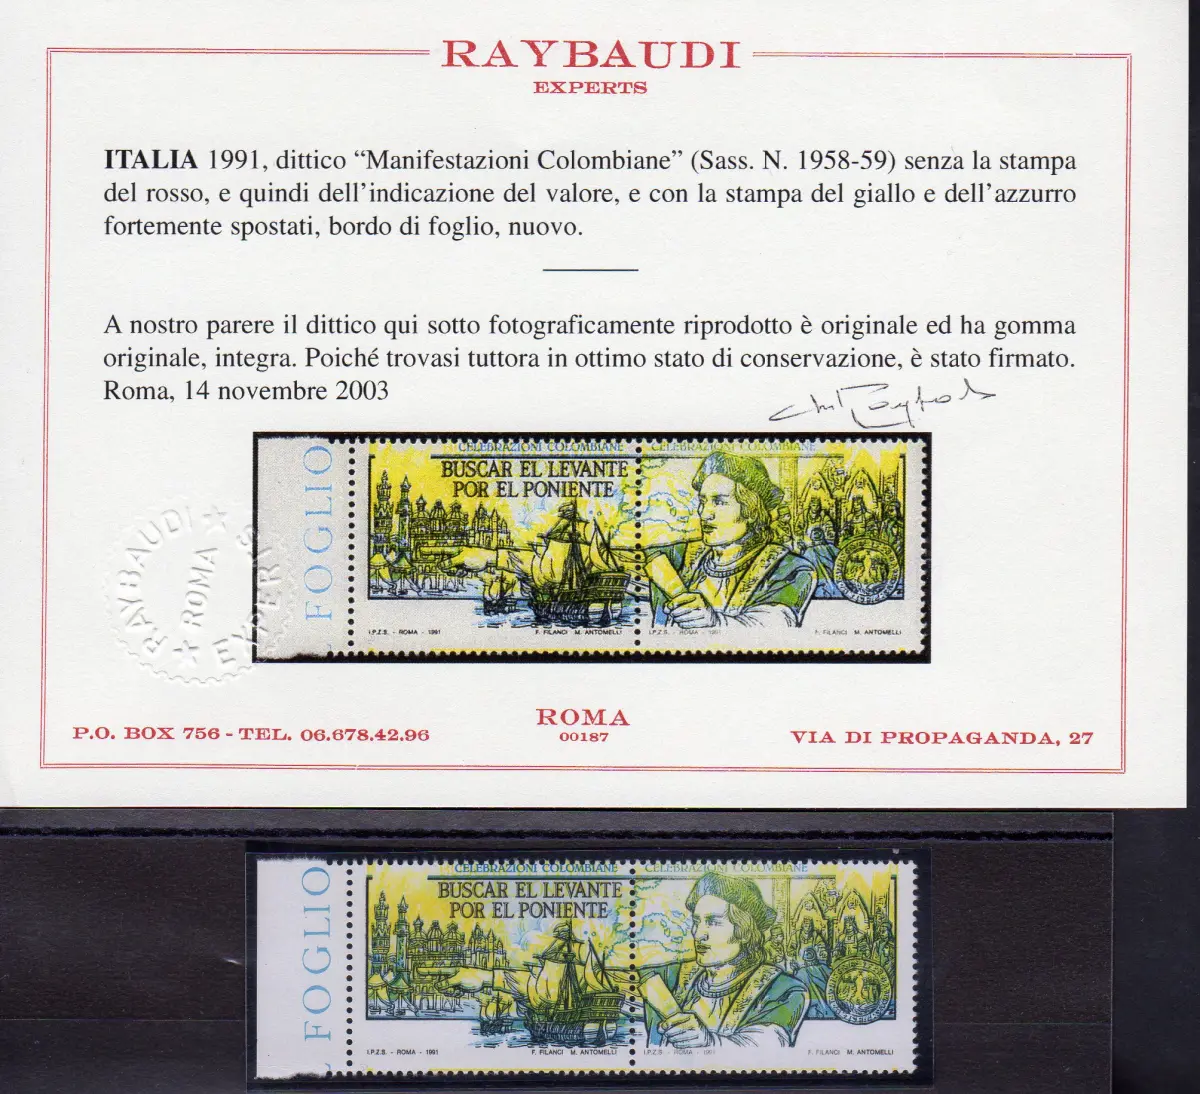 RAYBAUDI
EXPERTS
ITALIA 1991, dittico “Manifestazioni Colombiane” (Sass. N. 1958-59) senza la stampa
del rosso, e quindi dell’indicazione del valore, e con la stampa del giallo e dell’azzurro
fortemente spostati, bordo di foglio, nuovo.
A nostro parere il dittico qui sotto fotograficamente riprodotto è originale ed ha gomma
originale, integra. Poiché trovasi tuttora in ottimo stato di conservazione, è stato firmato.
Roma, 14 novembre 2003
FOGLIO
CELEBRAZIONI COLOMBIANE CELEBRAZIONI COLOMBIANE
BUSCAR EL LEVANTE
POR EL PONIENTE
I.P.Z.S. - ROMA - 1991 F. FILANCI M. ANTOMELLI I.P.Z.S. - ROMA - 1991 F. FILANCI M. ANTOMELLI
RAYBAUDI
ROMA
EXPERTS
ROMA
00187
P.O. BOX 756 - TEL. 06.678.42.96
VIA DI PROPAGANDA, 27
FOGLIO
CELEBRAZIONI COLOMBIANE CELEBRAZIONI COLOMBIANE
BUSCAR EL LEVANTE
POR EL PONIENTE
I.P.Z.S. - ROMA - 1991 F. FILANCI M. ANTOMELLI I.P.Z.S. - ROMA - 1991 F. FILANCI M. ANTOMELLI